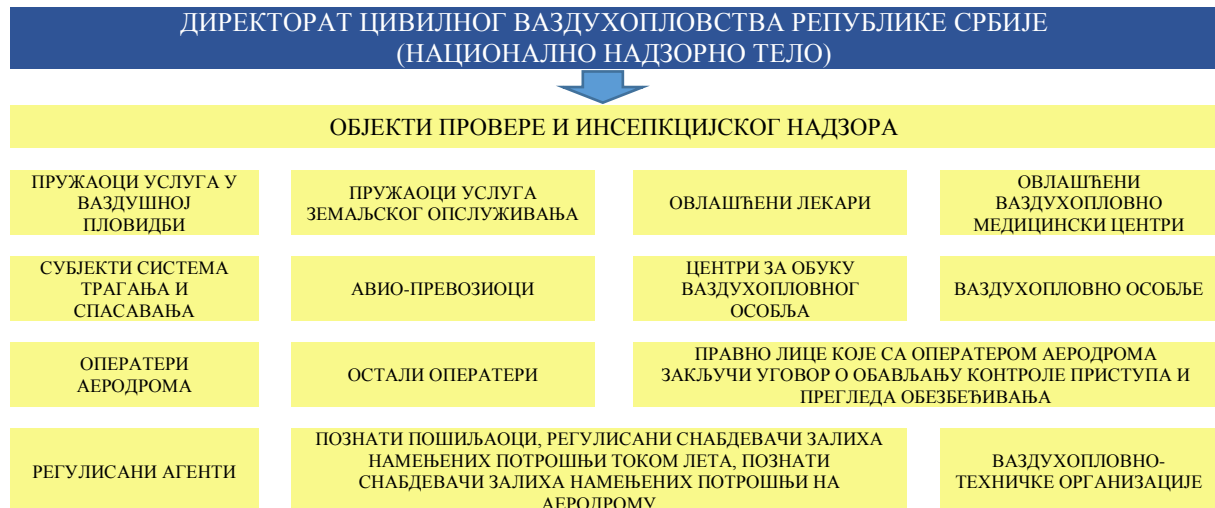 ДИРЕКТОРАТ ЦИВИЛНОГ ВАЗДУХОПЛОВСТВА РЕПУБЛИКЕ СРБИЈЕ
(НАЦИОНАЛНО НАДЗОРНО ТЕЛО)
ОБЈЕКТИ ПРОВЕРЕ И ИНСЕПКЦИЈСКОГ НАДЗОРА
ПРУЖАОЦИ УСЛУГА У
ВАЗДУШНОЈ
ПЛОВИДБИ
ПРУЖАОЦИ УСЛУГА
ЗЕМАЉСКОГ ОПСЛУЖИВАЊА
ОВЛАШЋЕНИ ЛЕКАРИ
ОВЛАШЋЕНИ
ВАЗДУХОПЛОВНО
МЕДИЦИНСКИ ЦЕНТРИ
СУБЈЕКТИ СИСТЕМА
ТРАГАЊА И
СПАСАВАЊА
АВИО-ПРЕВОЗИОЦИ
ЦЕНТРИ ЗА ОБУКУ
ВАЗДУХОПЛОВНОГ
ОСОБЉА
ВАЗДУХОПЛОВНО ОСОБЉЕ
ОПЕРАТЕРИ
АЕРОДРОМА
ОСТАЛИ ОПЕРАТЕРИ
ПРАВНО ЛИЦЕ КОЈЕ СА ОПЕРАТЕРОМ АЕРОДРОМА
ЗАКЉУЧИ УГОВОР О ОБАВЉАЊУ КОНТРОЛЕ ПРИСТУПА И
ПРЕГЛЕДА ОБЕЗБЕЂИВАЊА
РЕГУЛИСАНИ АГЕНТИ
ПОЗНАТИ ПОШИЉАОЦИ, РЕГУЛИСАНИ СНАБДЕВАЧИ ЗАЛИХА
НАМЕЊЕНИХ ПОТРОШЊИ ТОКОМ ЛЕТА, ПОЗНАТИ
СНАБДЕВАЧИ ЗАЛИХА НАМЕЊЕНИХ ПОТРОШЊИ НА
АЕРОДРОМУ
ВАЗДУХОПЛОВНО-
ТЕХНИЧКЕ ОРГАНИЗАЦИЈЕ